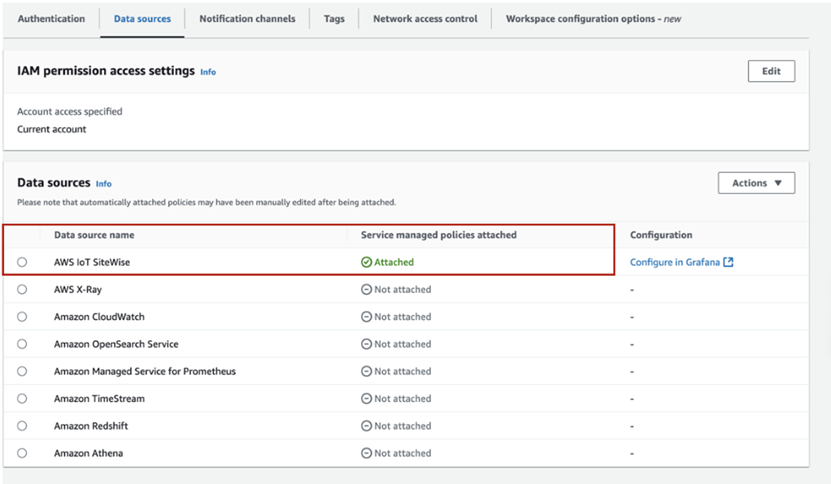 Authentication Data sources Notification channels Tags Network access control Workspace configuration options - new
IAM permission access settings Info Edit
Account access specified
Current account
Data sources Info Actions
Please note that automatically attached policies may have been manually edited after being attached.
Data source name Service managed policies attached Configuration
AWS IoT SiteWise Attached Configure in Grafana
AWS X-Ray Not attached -
Amazon CloudWatch Not attached -
Amazon OpenSearch Service Not attached -
Amazon Managed Service for Prometheus Not attached -
Amazon TimeStream Not attached -
Amazon Redshift Not attached -
Amazon Athena Not attached -